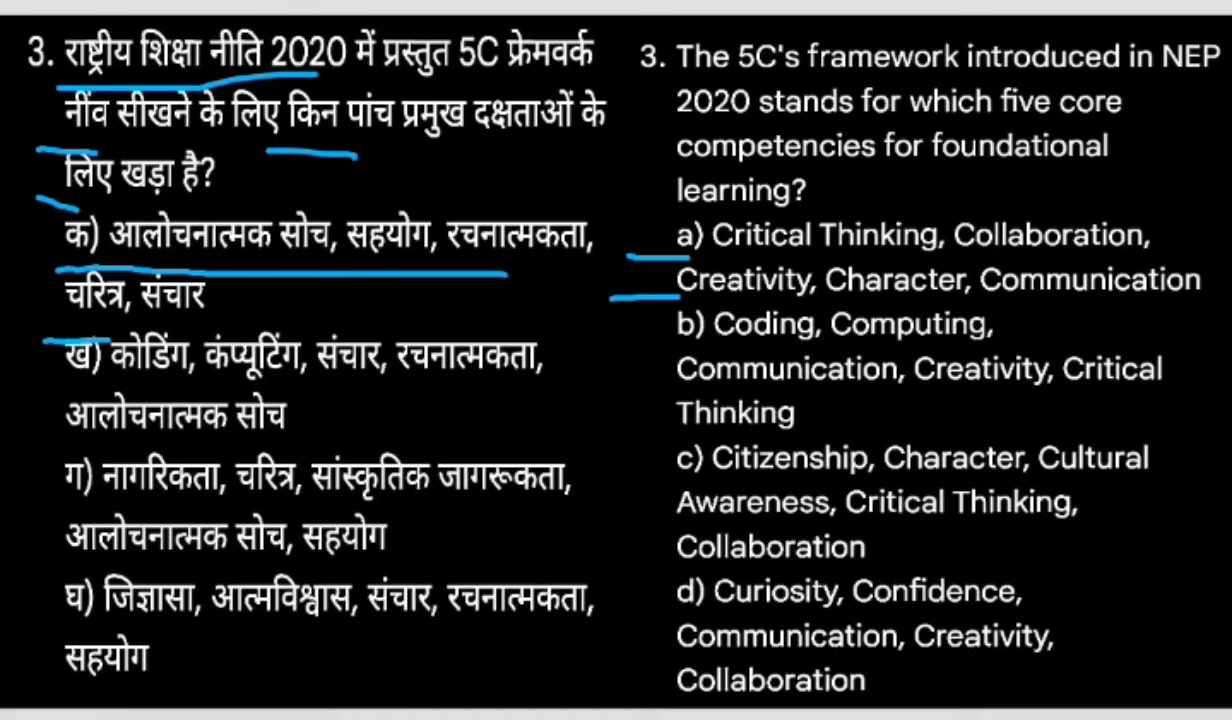 3. राष्ट्रीय शिक्षा नीति 2020 में प्रस्तुत 5C फ्रेमवर्क
नींव सीखने के लिए किन पांच प्रमुख दक्षताओं के
लिए खड़ा है?
क) आलोचनात्मक सोच, सहयोग, रचनात्मकता,
चरित्र, संचार
ख) कोडिंग, कंप्यूटिंग, संचार, रचनात्मकता,
आलोचनात्मक सोच
ग) नागरिकता, चरित्र, सांस्कृतिक जागरूकता,
आलोचनात्मक सोच, सहयोग
घ) जिज्ञासा, आत्मविश्वास, संचार, रचनात्मकता,
सहयोग
3. The 5C's framework introduced in NEP
2020 stands for which five core
competencies for foundational
learning?
a) Critical Thinking, Collaboration,
Creativity, Character, Communication
b) Coding, Computing,
Communication, Creativity, Critical
Thinking
c) Citizenship, Character, Cultural
Awareness, Critical Thinking,
Collaboration
d) Curiosity, Confidence,
Communication, Creativity,
Collaboration